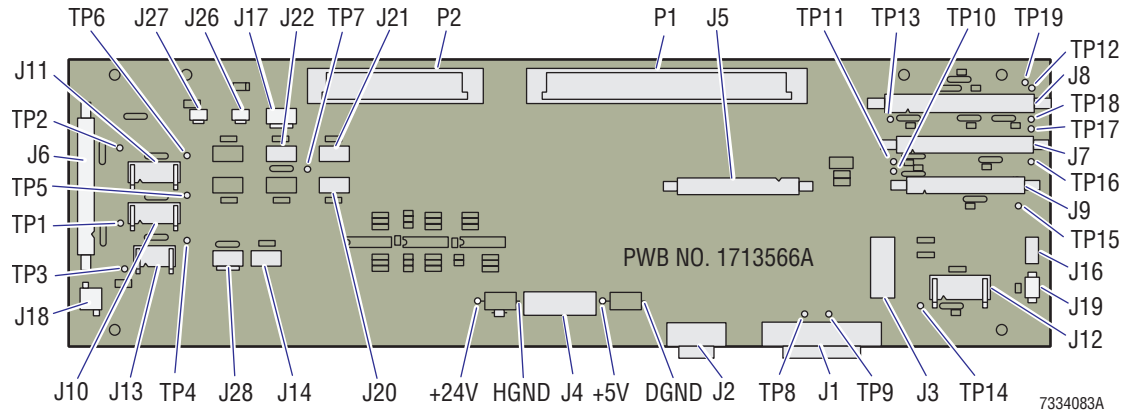 TP6 J27 J26 J17 J22 TP7 J21 P2 P1 J5 TP11 TP13 TP10 TP19
TP12
J11
J8
TP2
TP18
TP17
J6
J7
TP5
TP16
J9
TP1
TP15
PWB NO. 1713566A
TP3
J16
J18
J19
J12
J10 J13 TP4 J28 J14 J20 +24V HGND J4 +5V DGND J2 TP8 J1 TP9 J3 TP14
7334083A